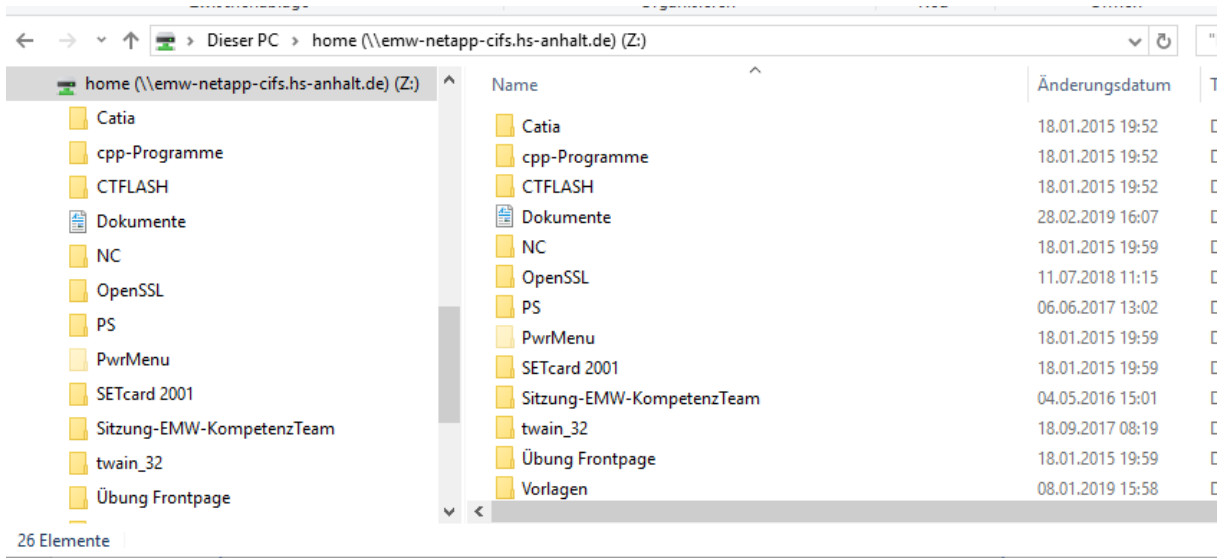 Organisieren
Dieser PC > home (\\emw-netapp-cifs.hs-anhalt.de) (Z:)
home (\\emw-netapp-cifs.hs-anhalt.de) (Z:)
Catia
cpp-Programme
CTFLASH
Dokumente
NC
OpenSSL
PS
PwrMenu
SETcard 2001
Sitzung-EMW-KompetenzTeam
twain_32
Übung Frontpage
Name Änderungsdatum
Catia 18.01.2015 19:52
cpp-Programme 18.01.2015 19:52
CTFLASH 18.01.2015 19:52
Dokumente 28.02.2019 16:07
NC 18.01.2015 19:59
OpenSSL 11.07.2018 11:15
PS 06.06.2017 13:02
PwrMenu 18.01.2015 19:59
SETcard 2001 18.01.2015 19:59
Sitzung-EMW-KompetenzTeam 04.05.2016 15:01
twain_32 18.09.2017 08:19
Übung Frontpage 18.01.2015 19:59
Vorlagen 08.01.2019 15:58
26 Elemente